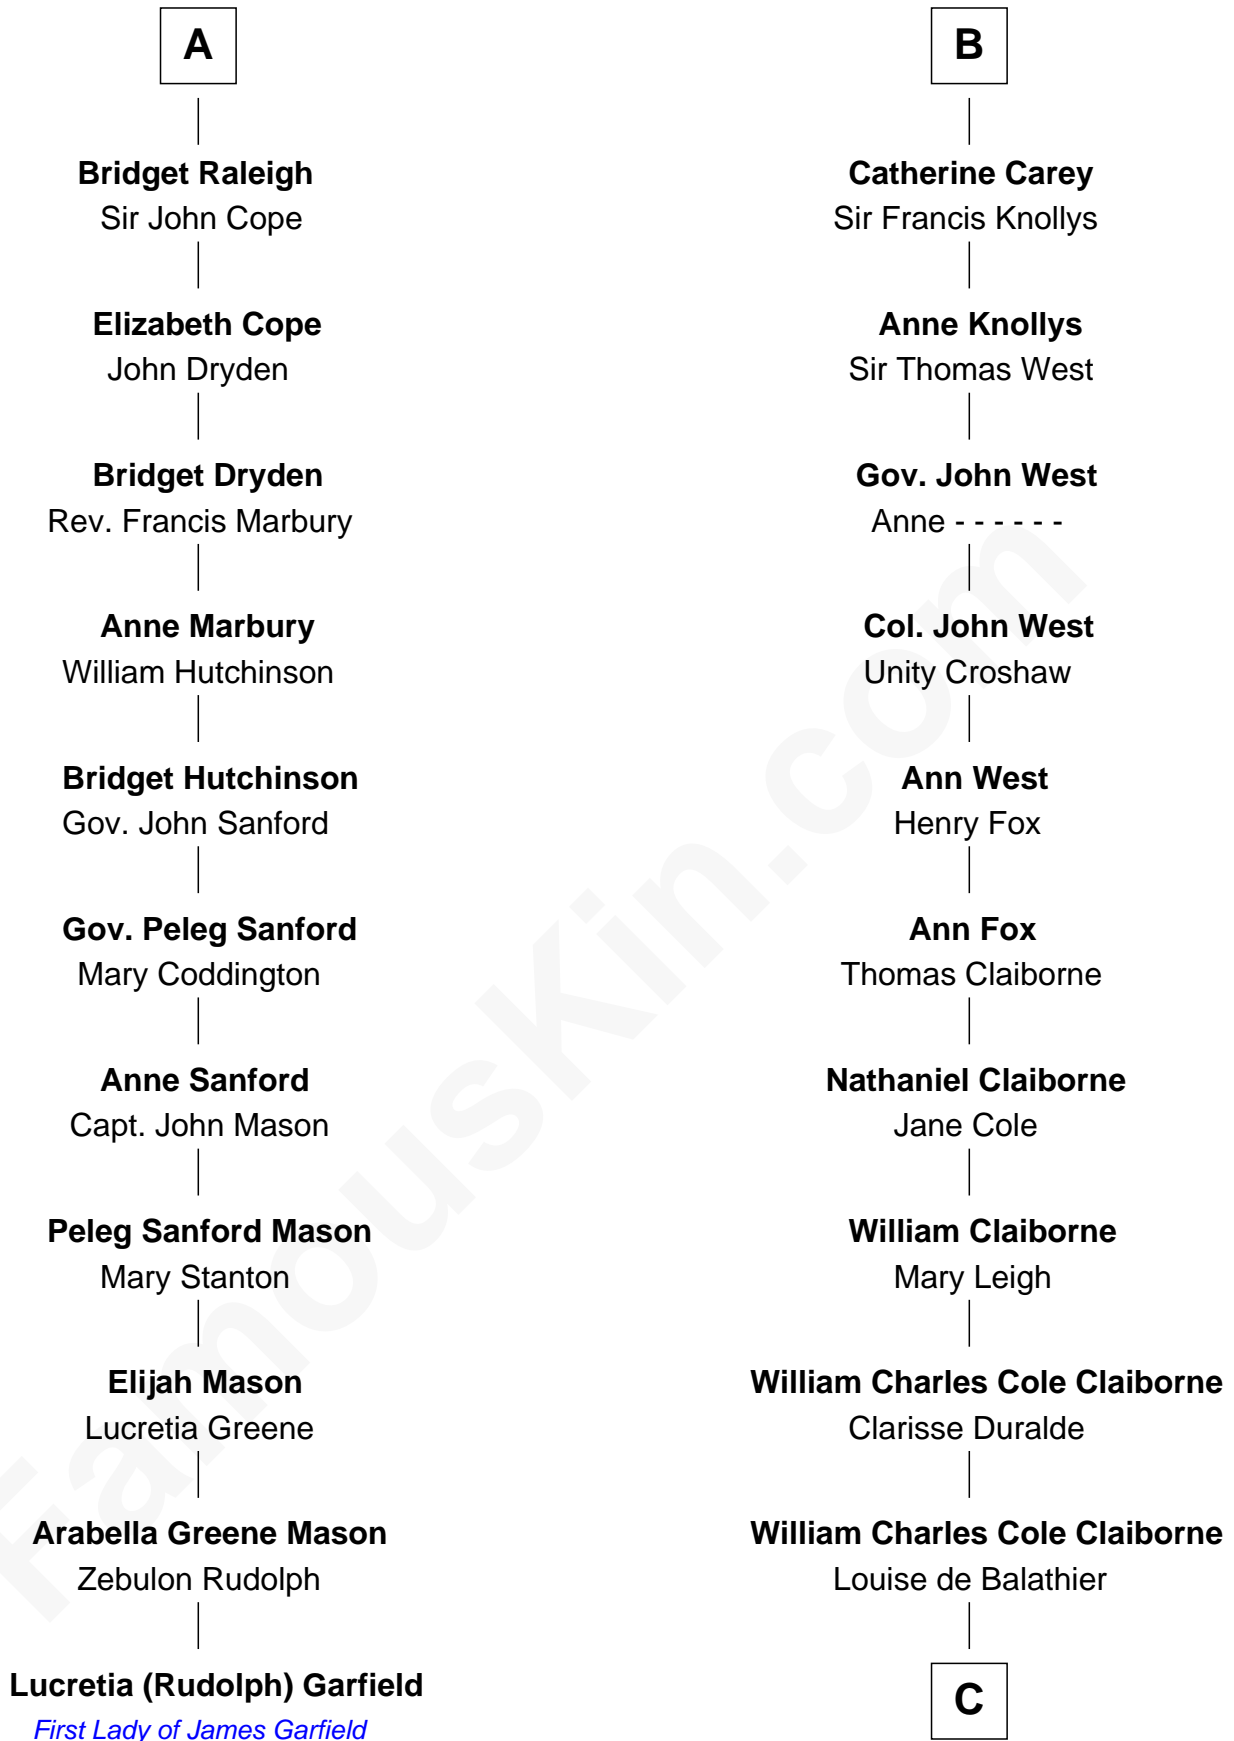 A
Bridget Raleigh
Sir John Cope
Elizabeth Cope
John Dryden
Bridget Dryden
Rev. Francis Marbury
Anne Marbury
William Hutchinson
Bridget Hutchinson
Gov. John Sanford
Gov. Peleg Sanford
Mary Coddington
Anne Sanford
Capt. John Mason
Peleg Sanford Mason
Mary Stanton
Elijah Mason
Lucretia Greene
Arabella Greene Mason
Zebulon Rudolph
Lucretia (Rudolph) Garfield
First Lady of James Garfield
B
Catherine Carey
Sir Francis Knollys
Anne Knollys
Sir Thomas West
Gov. John West
Anne - - - - - -
Col. John West
Unity Croshaw
Ann West
Henry Fox
Ann Fox
Thomas Claiborne
Nathaniel Claiborne
Jane Cole
William Claiborne
Mary Leigh
William Charles Cole Claiborne
Clarisse Duralde
William Charles Cole Claiborne
Louise de Balathier
C
FamousKin.com